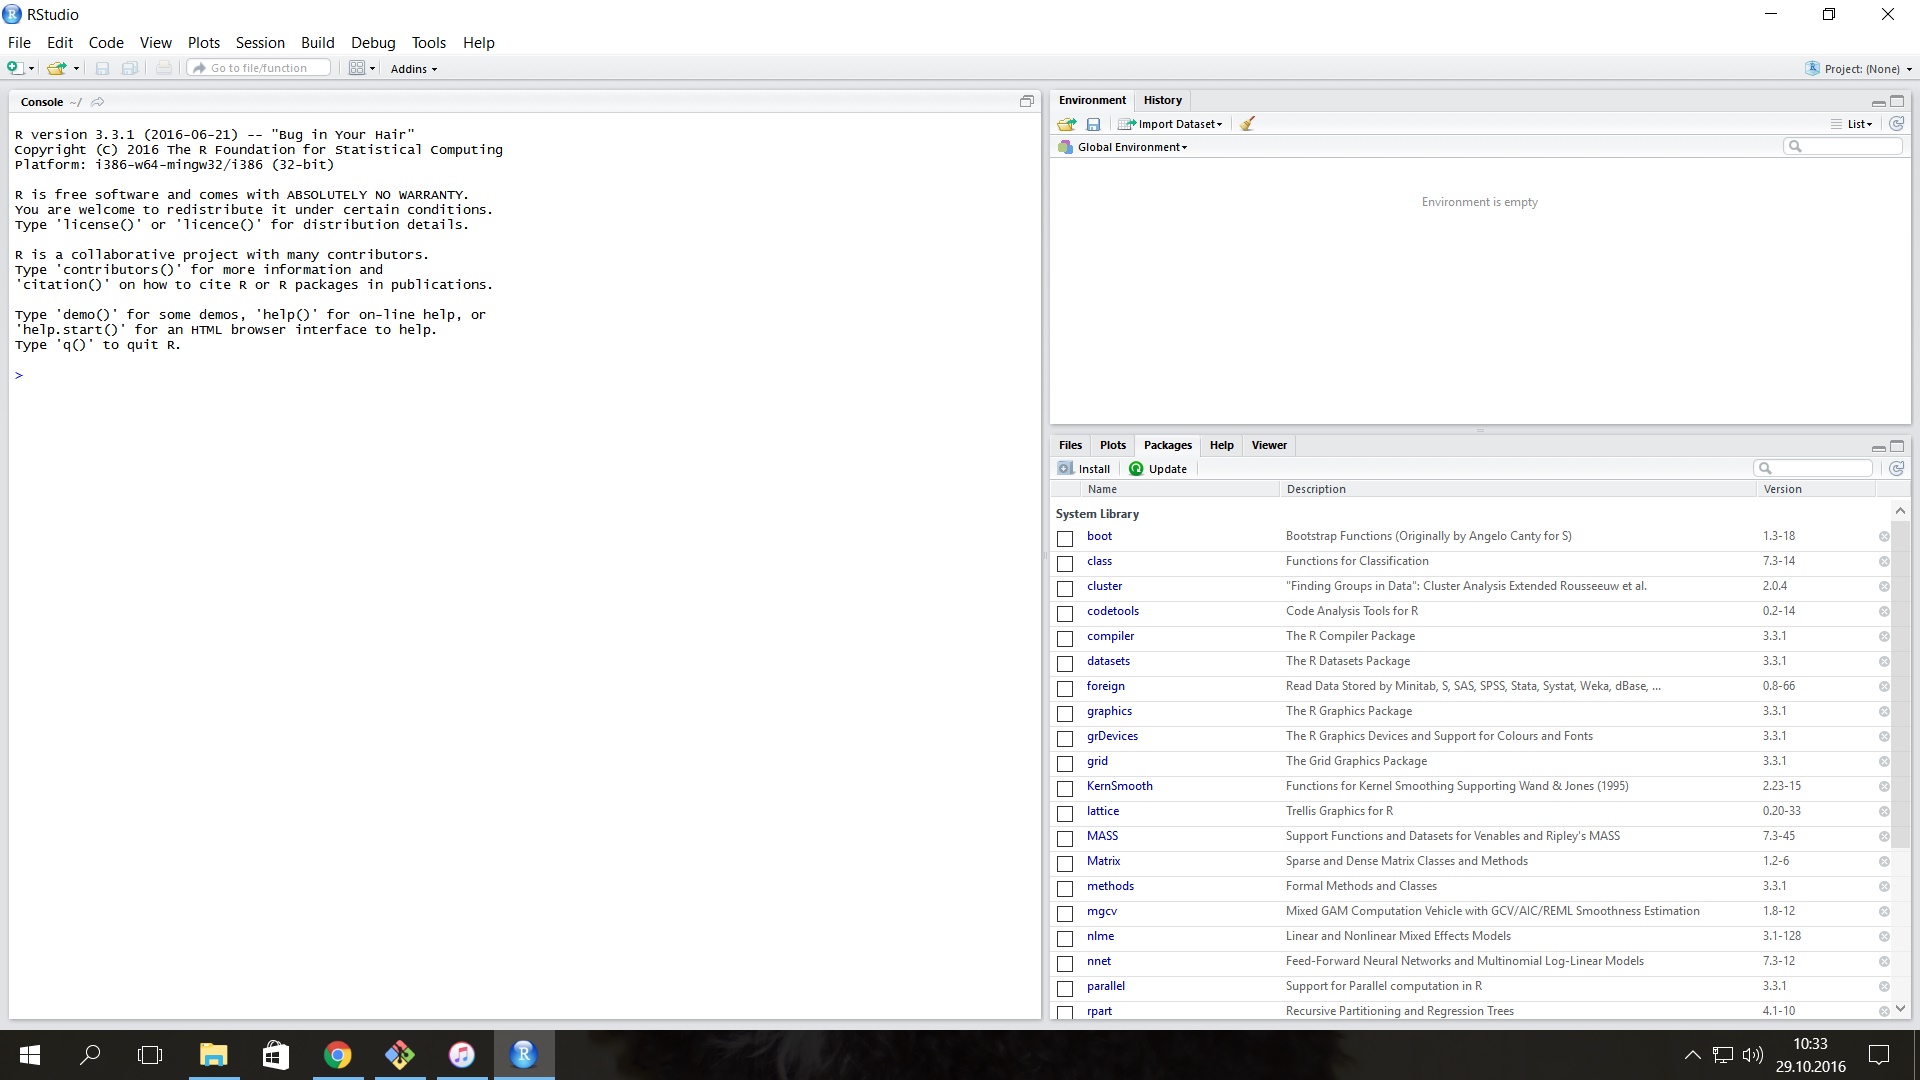 RStudio
File Edit Code View Plots Session Build Debug Tools Help
Go to file/function Addins Project: (None)
Console ~/
R version 3.3.1 (2016-06-21) -- "Bug in Your Hair"
Copyright (C) 2016 The R Foundation for Statistical Computing
Platform: i386-w64-mingw32/i386 (32-bit)
R is free software and comes with ABSOLUTELY NO WARRANTY.
You are welcome to redistribute it under certain conditions.
Type 'license()' or 'licence()' for distribution details.
R is a collaborative project with many contributors.
Type 'contributors()' for more information and
'citation()' on how to cite R or R packages in publications.
Type 'demo()' for some demos, 'help()' for on-line help, or
'help.start()' for an HTML browser interface to help.
Type 'q()' to quit R.
>
Environment History
Import Dataset List
Global Environment
Environment is empty
Files Plots Packages Help Viewer
Install Update
Name Description Version
System Library
boot Bootstrap Functions (Originally by Angelo Canty for S) 1.3-18
class Functions for Classification 7.3-14
cluster "Finding Groups in Data": Cluster Analysis Extended Rousseeuw et al. 2.0.4
codetools Code Analysis Tools for R 0.2-14
compiler The R Compiler Package 3.3.1
datasets The R Datasets Package 3.3.1
foreign Read Data Stored by Minitab, S, SAS, SPSS, Stata, Systat, Weka, dBase, ... 0.8-66
graphics The R Graphics Package 3.3.1
grDevices The R Graphics Devices and Support for Colours and Fonts 3.3.1
grid The Grid Graphics Package 3.3.1
KernSmooth Functions for Kernel Smoothing Supporting Wand & Jones (1995) 2.23-15
lattice Trellis Graphics for R 0.20-33
MASS Support Functions and Datasets for Venables and Ripley's MASS 7.3-45
Matrix Sparse and Dense Matrix Classes and Methods 1.2-6
methods Formal Methods and Classes 3.3.1
mgcv Mixed GAM Computation Vehicle with GCV/AIC/REML Smoothness Estimation 1.8-12
nlme Linear and Nonlinear Mixed Effects Models 3.1-128
nnet Feed-Forward Neural Networks and Multinomial Log-Linear Models 7.3-12
parallel Support for Parallel computation in R 3.3.1
rpart Recursive Partitioning and Regression Trees 4.1-10
10:33
29.10.2016